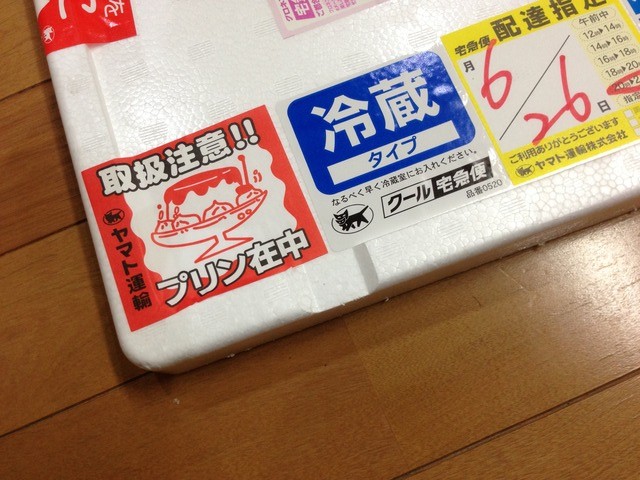 取扱注意!!
ヤマト運輸
プリン在中
冷蔵
タイプ
なるべく早く冷蔵室にお入れください。
クール宅急便
品番0520
宅急便 配達指定
月
6/26
日
午前中
12時→14時
14時→16時
16時→18時
18時→20時
ご利用ありがとうございます
ヤマト運輸株式会社